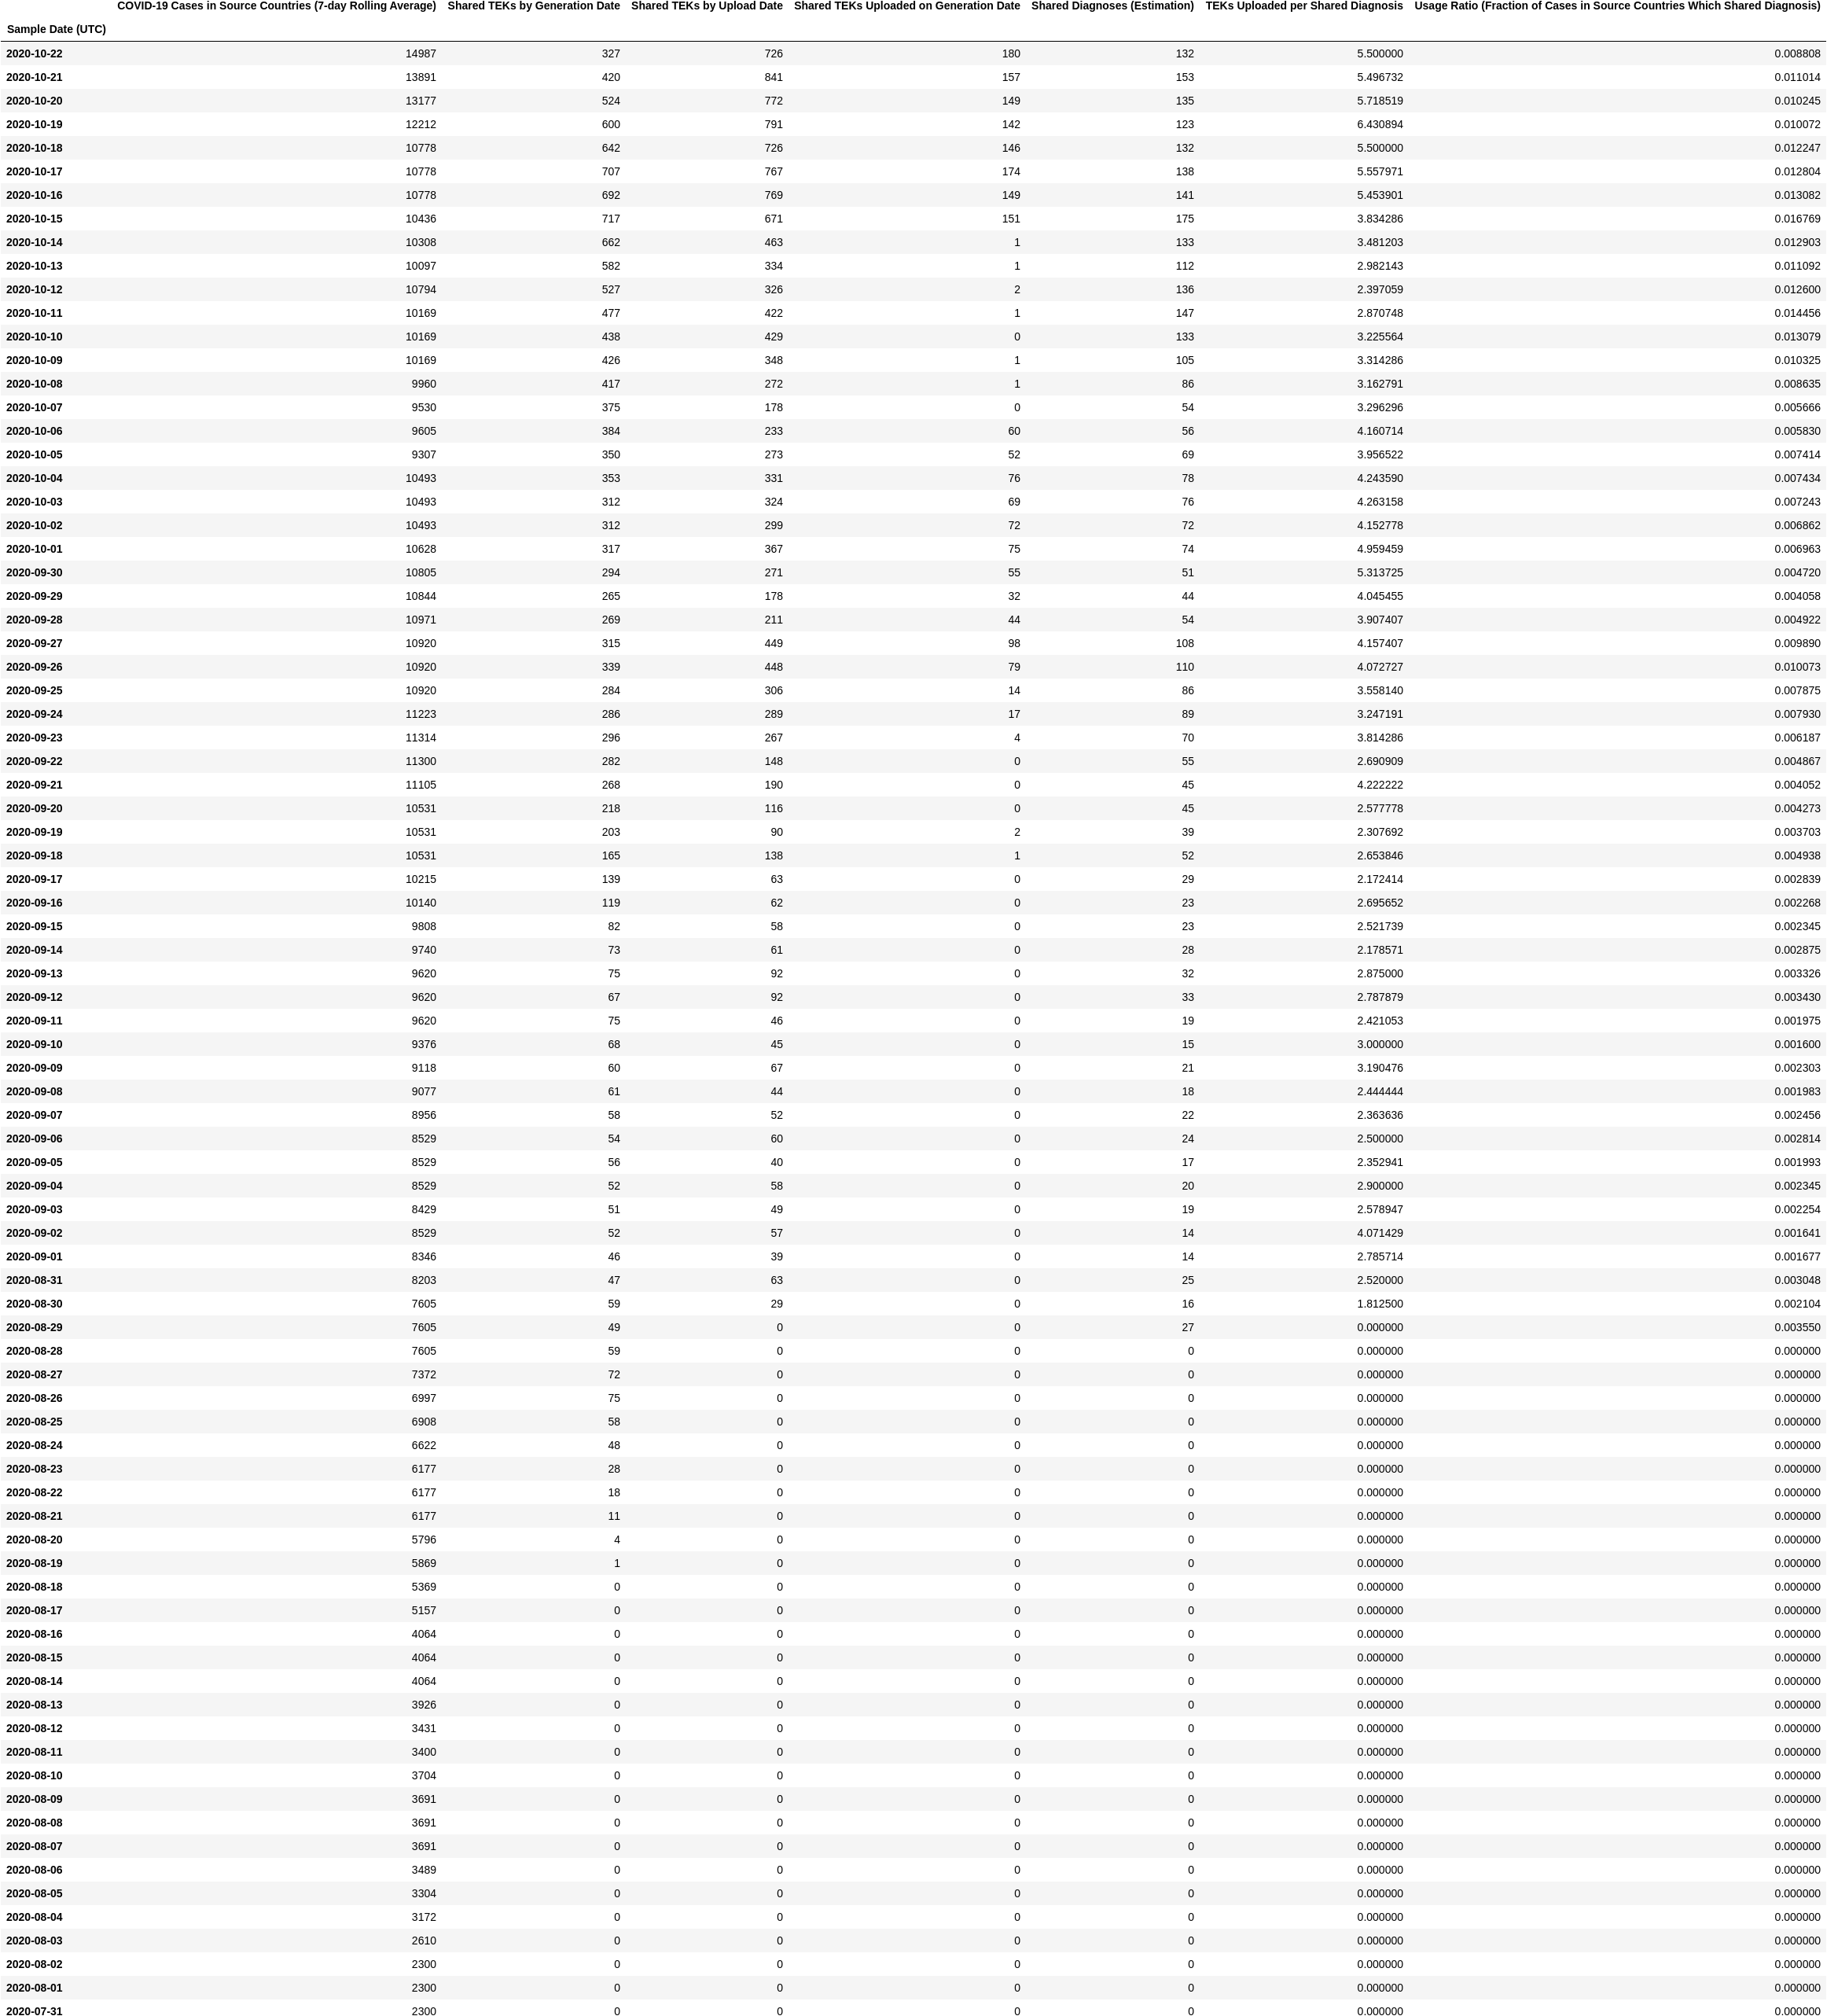 COVID-19 Cases in Source Countries (7-day Rolling Average) Shared TEKs by Generation Date Shared TEKs by Upload Date Shared TEKs Uploaded on Generation Date Shared Diagnoses (Estimation) TEKs Uploaded per Shared Diagnosis Usage Ratio (Fraction of Cases in Source Countries Which Shared Diagnosis)
Sample Date (UTC)
2020-10-22 14987 327 726 180 132 5.500000 0.008808
2020-10-21 13891 420 841 157 153 5.496732 0.011014
2020-10-20 13177 524 772 149 135 5.718519 0.010245
2020-10-19 12212 600 791 142 123 6.430894 0.010072
2020-10-18 10778 642 726 146 132 5.500000 0.012247
2020-10-17 10778 707 767 174 138 5.557971 0.012804
2020-10-16 10778 692 769 149 141 5.453901 0.013082
2020-10-15 10436 717 671 151 175 3.834286 0.016769
2020-10-14 10308 662 463 1 133 3.481203 0.012903
2020-10-13 10097 582 334 1 112 2.982143 0.011092
2020-10-12 10794 527 326 2 136 2.397059 0.012600
2020-10-11 10169 477 422 1 147 2.870748 0.014456
2020-10-10 10169 438 429 0 133 3.225564 0.013079
2020-10-09 10169 426 348 1 105 3.314286 0.010325
2020-10-08 9960 417 272 1 86 3.162791 0.008635
2020-10-07 9530 375 178 0 54 3.296296 0.005666
2020-10-06 9605 384 233 60 56 4.160714 0.005830
2020-10-05 9307 350 273 52 69 3.956522 0.007414
2020-10-04 10493 353 331 76 78 4.243590 0.007434
2020-10-03 10493 312 324 69 76 4.263158 0.007243
2020-10-02 10493 312 299 72 72 4.152778 0.006862
2020-10-01 10628 317 367 75 74 4.959459 0.006963
2020-09-30 10805 294 271 55 51 5.313725 0.004720
2020-09-29 10844 265 178 32 44 4.045455 0.004058
2020-09-28 10971 269 211 44 54 3.907407 0.004922
2020-09-27 10920 315 449 98 108 4.157407 0.009890
2020-09-26 10920 339 448 79 110 4.072727 0.010073
2020-09-25 10920 284 306 14 86 3.558140 0.007875
2020-09-24 11223 286 289 17 89 3.247191 0.007930
2020-09-23 11314 296 267 4 70 3.814286 0.006187
2020-09-22 11300 282 148 0 55 2.690909 0.004867
2020-09-21 11105 268 190 0 45 4.222222 0.004052
2020-09-20 10531 218 116 0 45 2.577778 0.004273
2020-09-19 10531 203 90 2 39 2.307692 0.003703
2020-09-18 10531 165 138 1 52 2.653846 0.004938
2020-09-17 10215 139 63 0 29 2.172414 0.002839
2020-09-16 10140 119 62 0 23 2.695652 0.002268
2020-09-15 9808 82 58 0 23 2.521739 0.002345
2020-09-14 9740 73 61 0 28 2.178571 0.002875
2020-09-13 9620 75 92 0 32 2.875000 0.003326
2020-09-12 9620 67 92 0 33 2.787879 0.003430
2020-09-11 9620 75 46 0 19 2.421053 0.001975
2020-09-10 9376 68 45 0 15 3.000000 0.001600
2020-09-09 9118 60 67 0 21 3.190476 0.002303
2020-09-08 9077 61 44 0 18 2.444444 0.001983
2020-09-07 8956 58 52 0 22 2.363636 0.002456
2020-09-06 8529 54 60 0 24 2.500000 0.002814
2020-09-05 8529 56 40 0 17 2.352941 0.001993
2020-09-04 8529 52 58 0 20 2.900000 0.002345
2020-09-03 8429 51 49 0 19 2.578947 0.002254
2020-09-02 8529 52 57 0 14 4.071429 0.001641
2020-09-01 8346 46 39 0 14 2.785714 0.001677
2020-08-31 8203 47 63 0 25 2.520000 0.003048
2020-08-30 7605 59 29 0 16 1.812500 0.002104
2020-08-29 7605 49 0 0 27 0.000000 0.003550
2020-08-28 7605 59 0 0 0 0.000000 0.000000
2020-08-27 7372 72 0 0 0 0.000000 0.000000
2020-08-26 6997 75 0 0 0 0.000000 0.000000
2020-08-25 6908 58 0 0 0 0.000000 0.000000
2020-08-24 6622 48 0 0 0 0.000000 0.000000
2020-08-23 6177 28 0 0 0 0.000000 0.000000
2020-08-22 6177 18 0 0 0 0.000000 0.000000
2020-08-21 6177 11 0 0 0 0.000000 0.000000
2020-08-20 5796 4 0 0 0 0.000000 0.000000
2020-08-19 5869 1 0 0 0 0.000000 0.000000
2020-08-18 5369 0 0 0 0 0.000000 0.000000
2020-08-17 5157 0 0 0 0 0.000000 0.000000
2020-08-16 4064 0 0 0 0 0.000000 0.000000
2020-08-15 4064 0 0 0 0 0.000000 0.000000
2020-08-14 4064 0 0 0 0 0.000000 0.000000
2020-08-13 3926 0 0 0 0 0.000000 0.000000
2020-08-12 3431 0 0 0 0 0.000000 0.000000
2020-08-11 3400 0 0 0 0 0.000000 0.000000
2020-08-10 3704 0 0 0 0 0.000000 0.000000
2020-08-09 3691 0 0 0 0 0.000000 0.000000
2020-08-08 3691 0 0 0 0 0.000000 0.000000
2020-08-07 3691 0 0 0 0 0.000000 0.000000
2020-08-06 3489 0 0 0 0 0.000000 0.000000
2020-08-05 3304 0 0 0 0 0.000000 0.000000
2020-08-04 3172 0 0 0 0 0.000000 0.000000
2020-08-03 2610 0 0 0 0 0.000000 0.000000
2020-08-02 2300 0 0 0 0 0.000000 0.000000
2020-08-01 2300 0 0 0 0 0.000000 0.000000
2020-07-31 2300 0 0 0 0 0.000000 0.000000